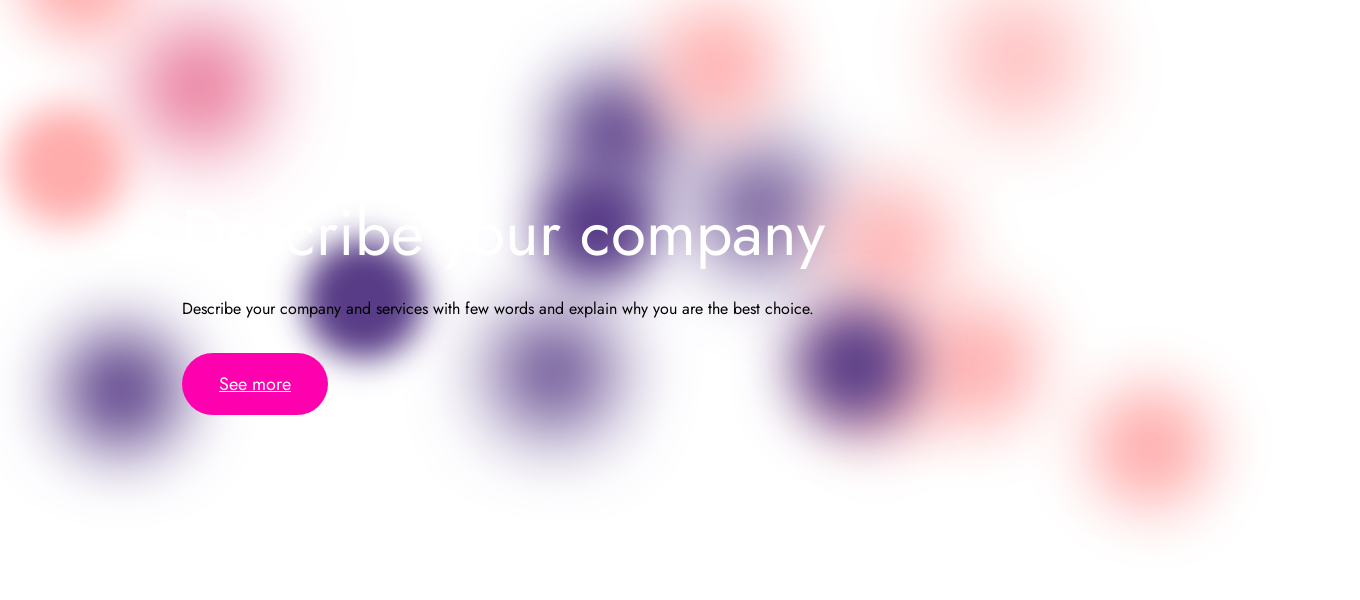 Describe your company
Describe your company and services with few words and explain why you are the best choice.
See more